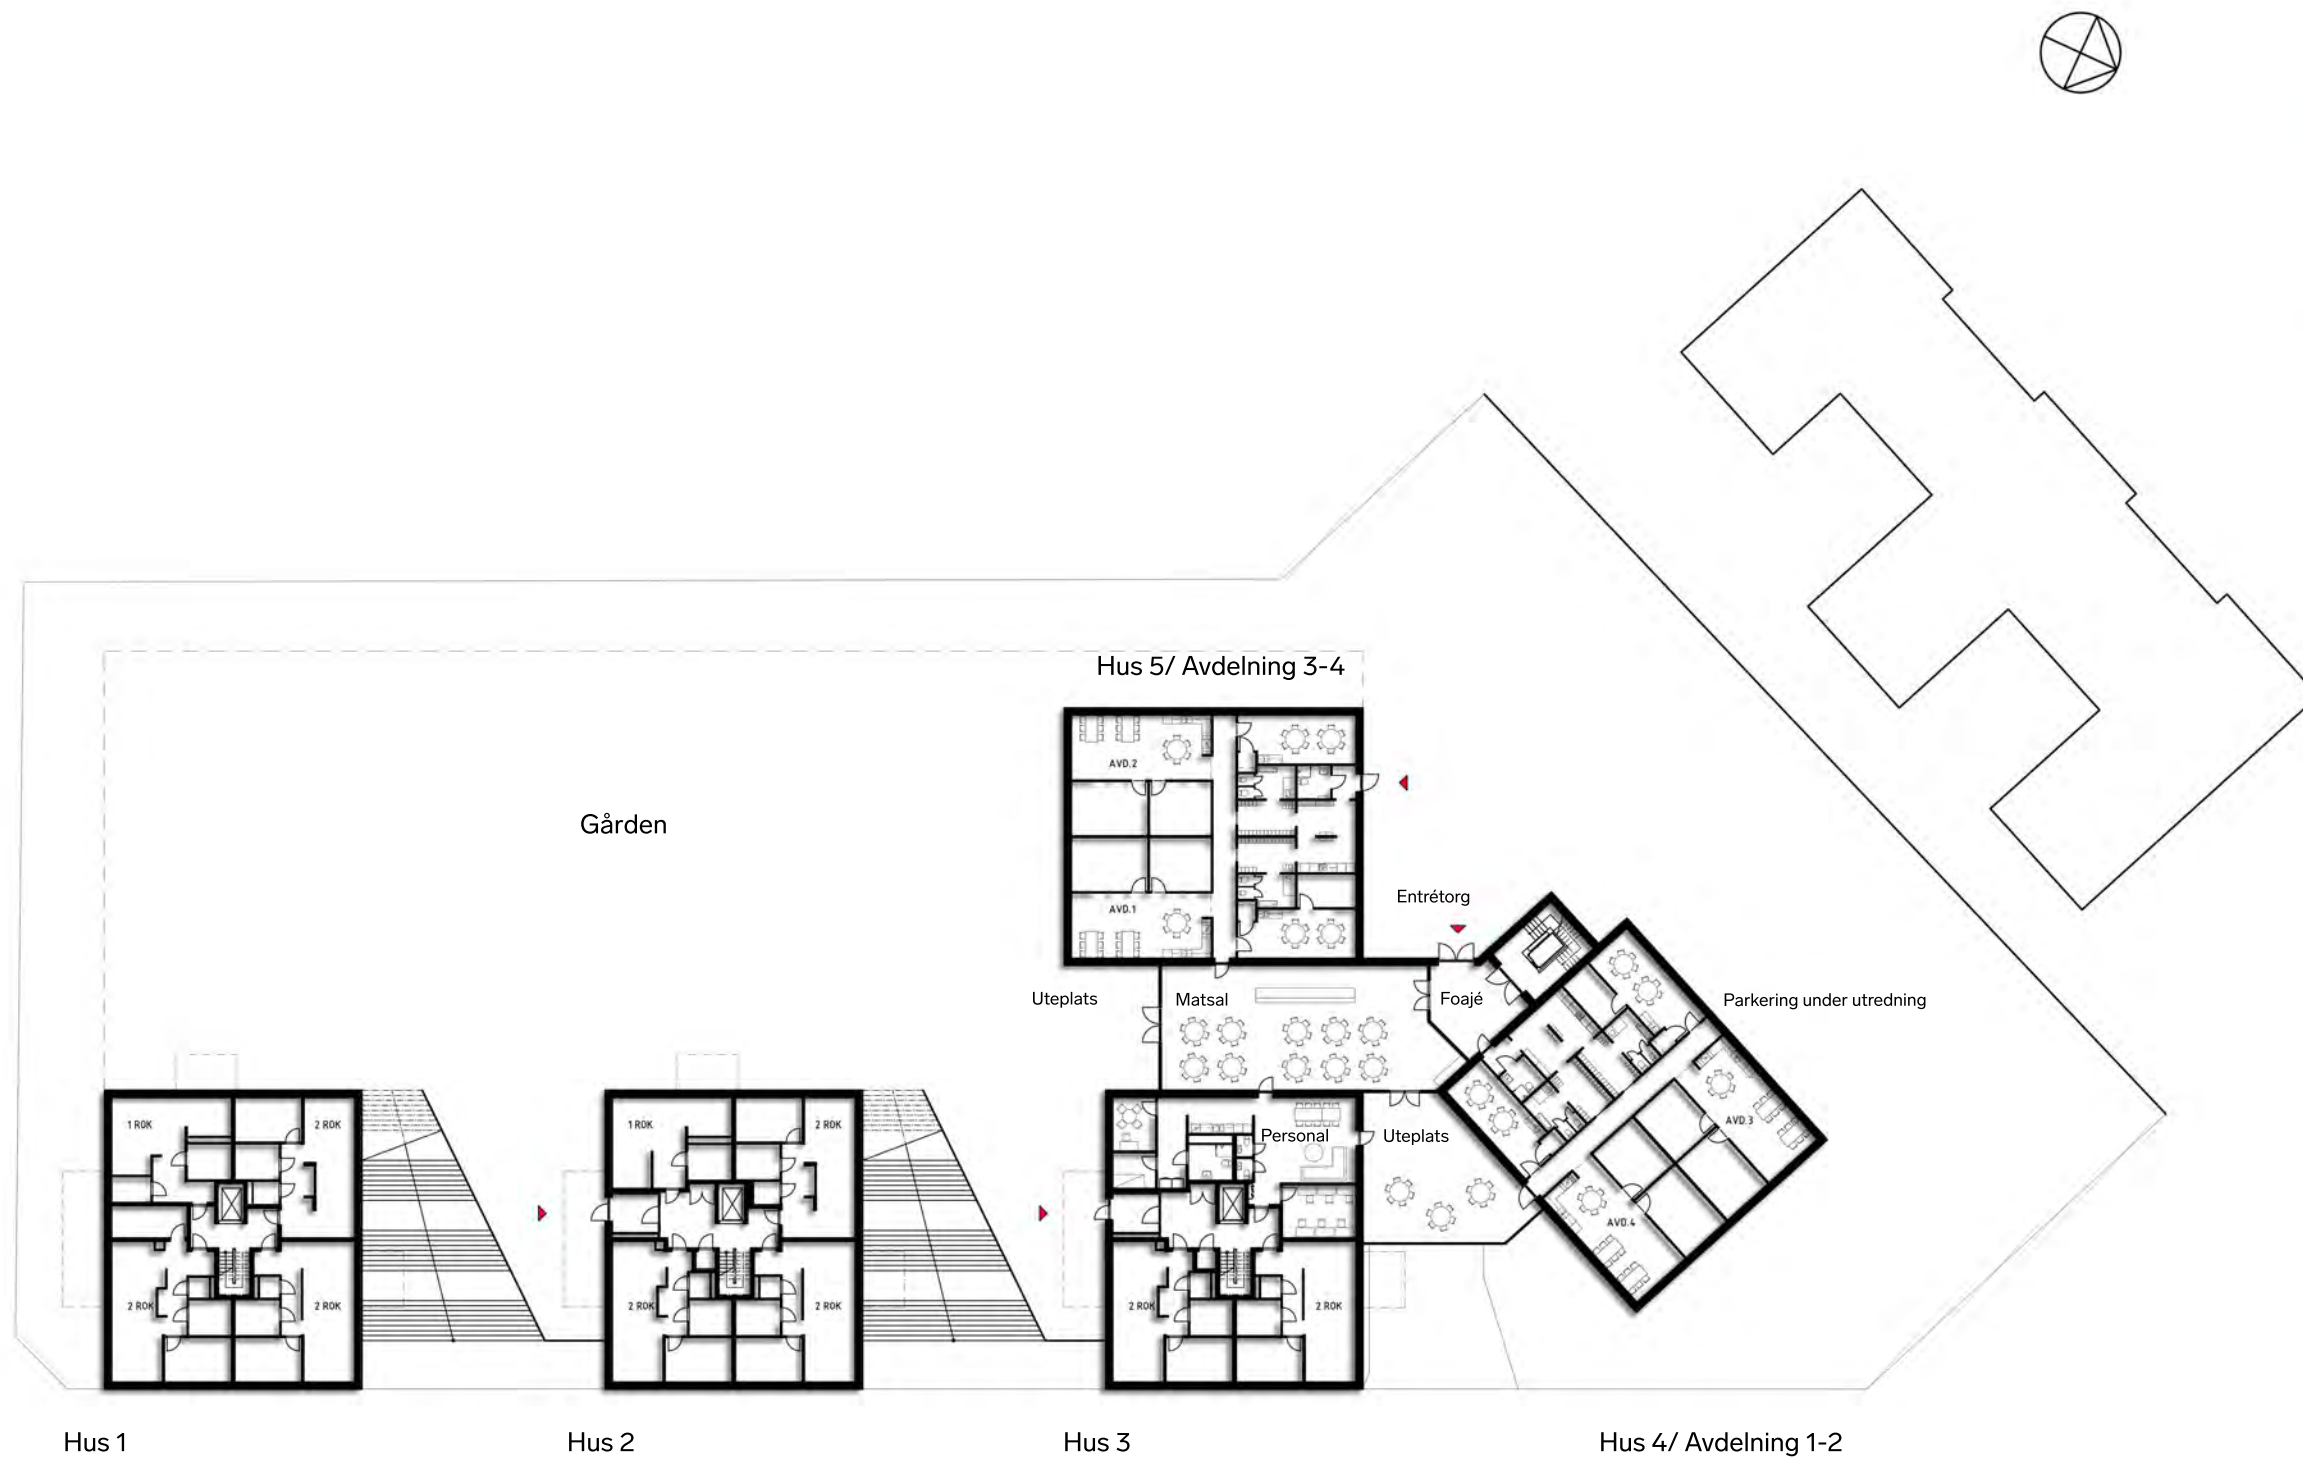 Hus 5/ Avdelning 3-4
AVD.2
Gården
Entrétorg
AVD.1
Uteplats
Matsal
Foajé
Parkering under utredning
1 ROK
2 ROK
1 ROK
2 ROK
Personal
Uteplats
AVD.3
AVD.4
2 ROK
2 ROK
2 ROK
2 ROK
2 ROK
2 ROK
Hus 1
Hus 2
Hus 3
Hus 4/ Avdelning 1-2